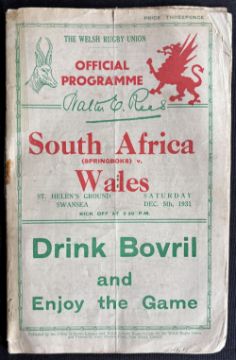 PRICE THREEPENCE
THE WELSH RUGBY UNION
OFFICIAL
PROGRAMME
Walter E. Rees
South Africa
(SPRINGBOKS) v.
Wales
ST. HELEN'S GROUND SATURDAY
SWANSEA DEC. 5th, 1931
KICK OFF AT 2·30 P.M.
Drink Bovril
and
Enjoy the Game